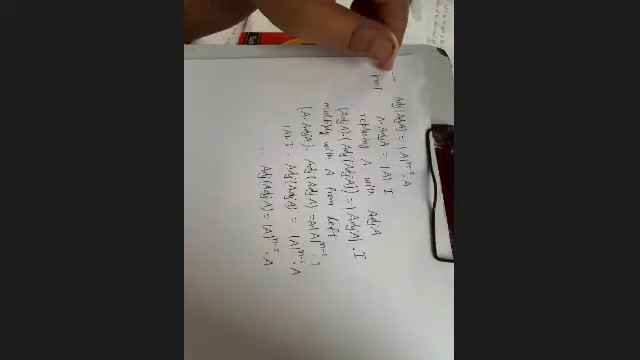 → Adj(AdjA) = |A|^{n-2} · A
Proof: A·AdjA = |A| I
replacing A with AdjA
(AdjA)·(Adj(AdjA)) = |AdjA| · I
multiply with A from left
(A·AdjA)· Adj(AdjA) = A|A|^{n-1} · I
|A|·I · Adj(AdjA) = |A|^{n-1} · A
∴ Adj(AdjA) = |A|^{n-2} · A.